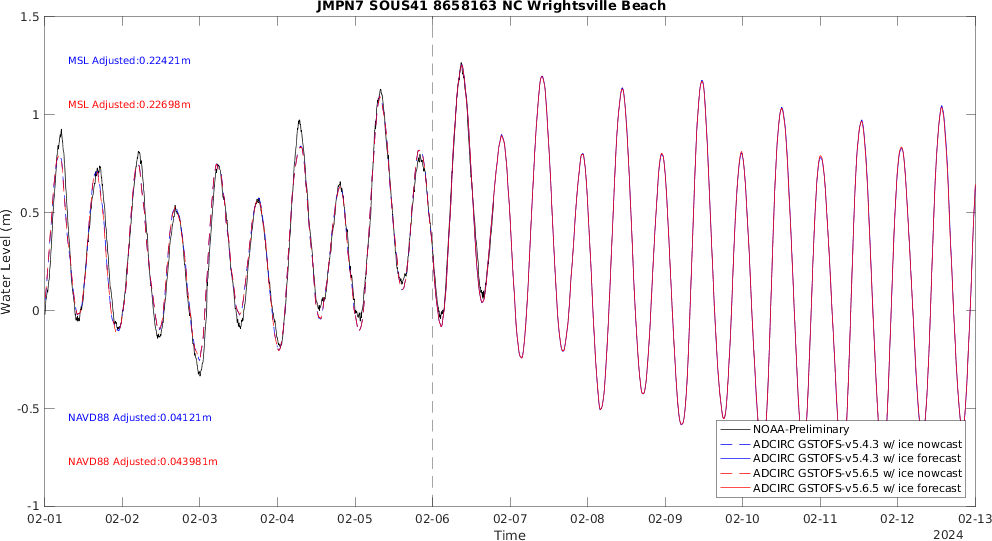 JMPN7 SOUS41 8658163 NC Wrightsville Beach
1.5
1
0.5
0
-0.5
-1
Water Level (m)
MSL Adjusted:0.22421m
MSL Adjusted:0.22698m
NAVD88 Adjusted:0.04121m
NAVD88 Adjusted:0.043981m
NOAA-Preliminary
ADCIRC GSTOFS-v5.4.3 w/ ice nowcast
ADCIRC GSTOFS-v5.4.3 w/ ice forecast
ADCIRC GSTOFS-v5.6.5 w/ ice nowcast
ADCIRC GSTOFS-v5.6.5 w/ ice forecast
02-01 02-02 02-03 02-04 02-05 02-06 02-07 02-08 02-09 02-10 02-11 02-12 02-13
Time
2024